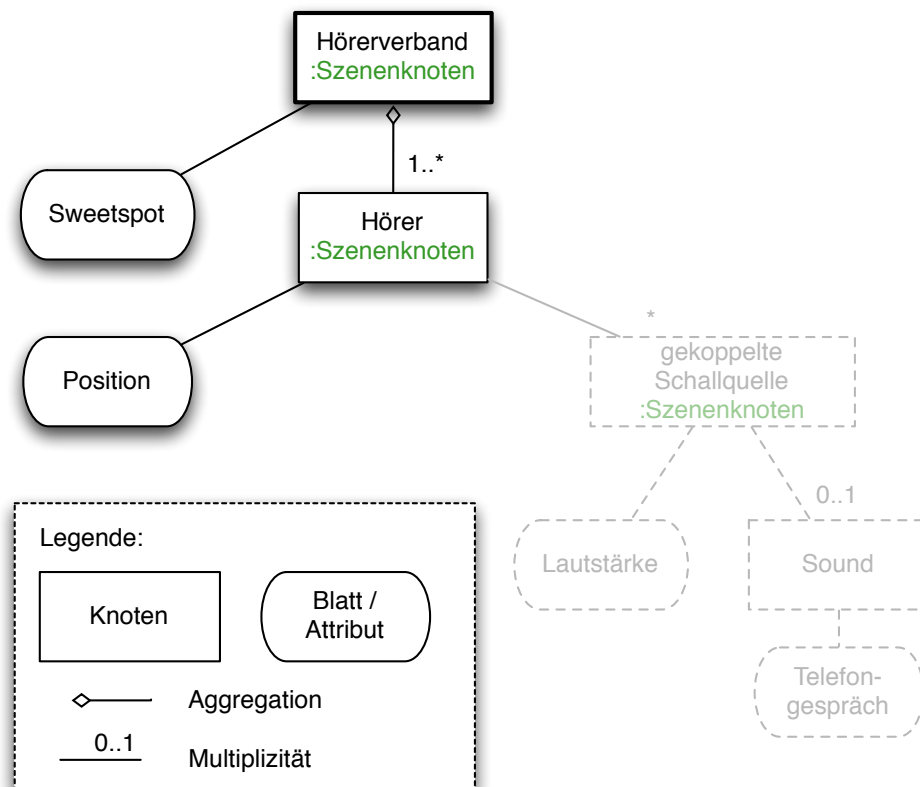 Hörerverband
:Szenenknoten
1..*
Sweetspot
Hörer
:Szenenknoten
*
Position
gekoppelte
Schallquelle
:Szenenknoten
0..1
Lautstärke
Sound
Telefon-
gespräch
Legende:
Knoten
Blatt /
Attribut
Aggregation
0..1
Multiplizität